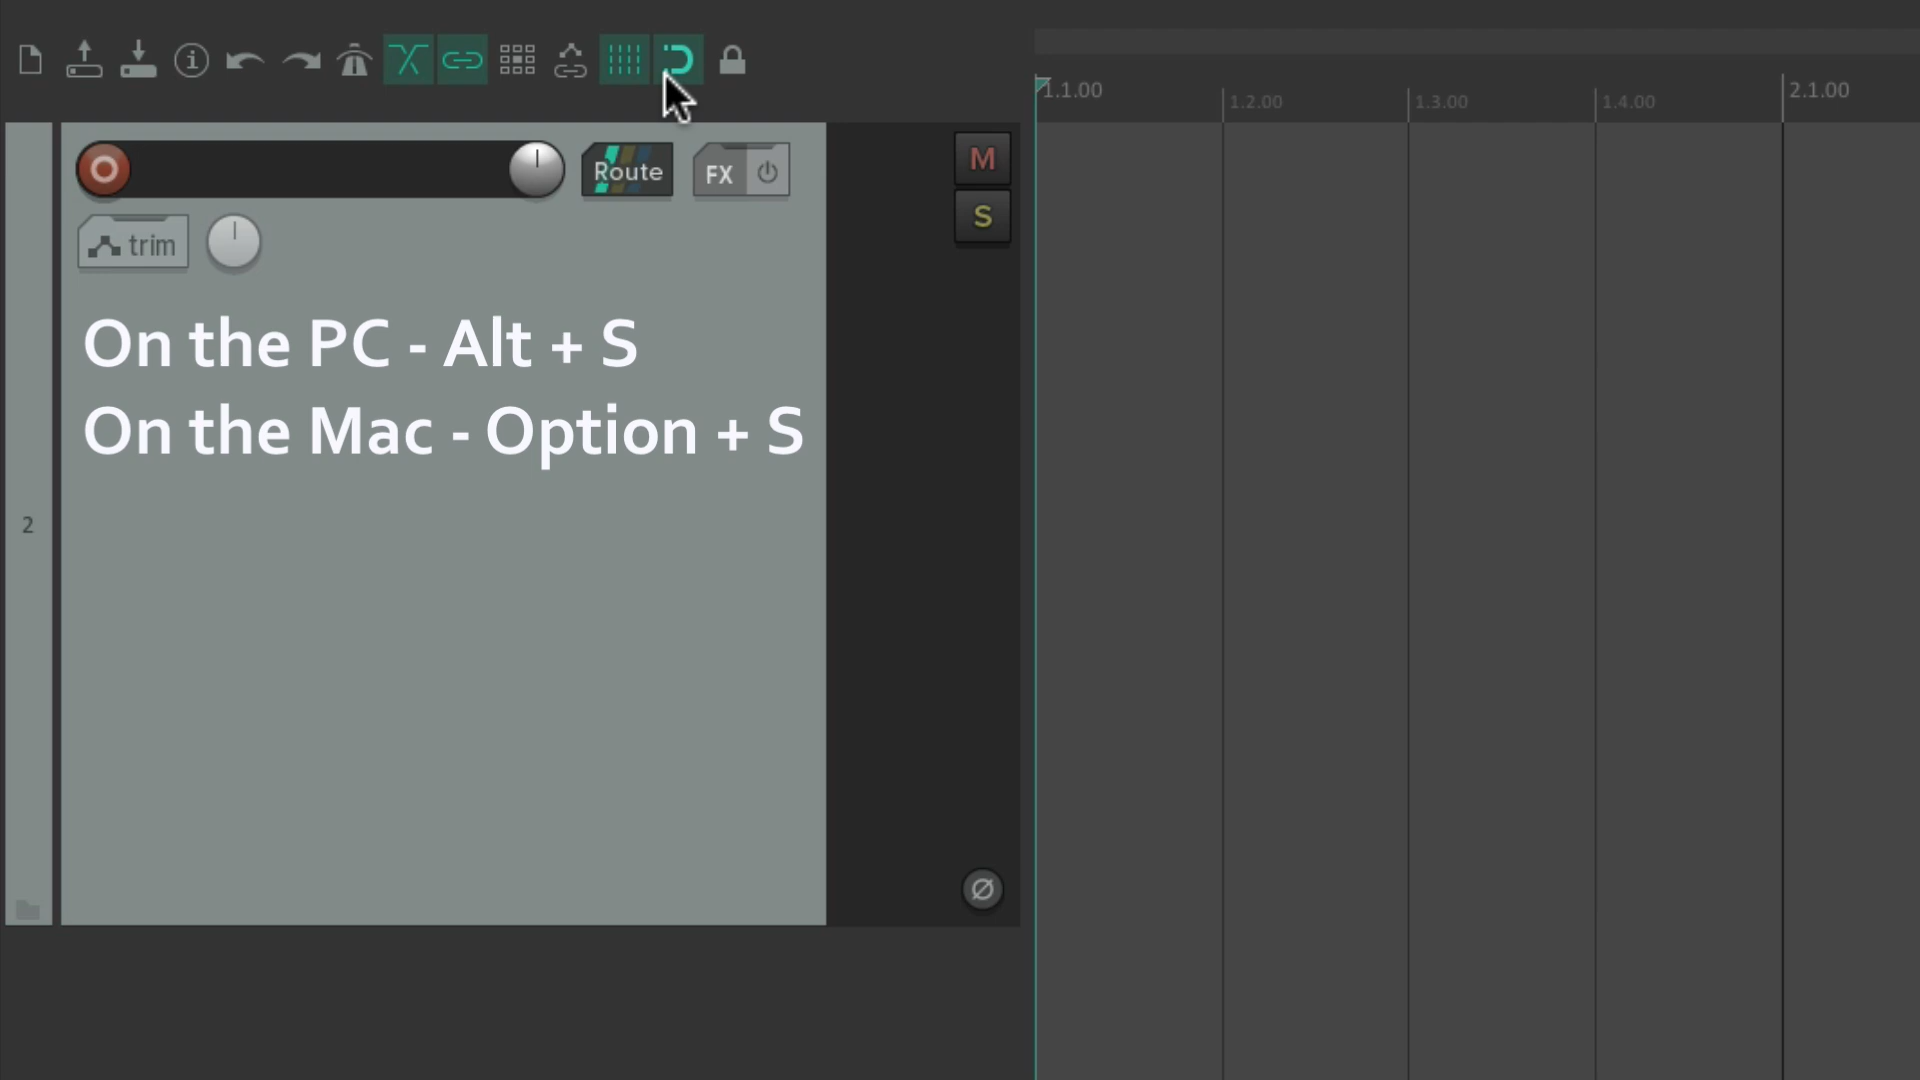 1.1.00
1.2.00
1.3.00
1.4.00
2.1.00
Route
FX
M
S
trim
On the PC - Alt + S
On the Mac - Option + S
2